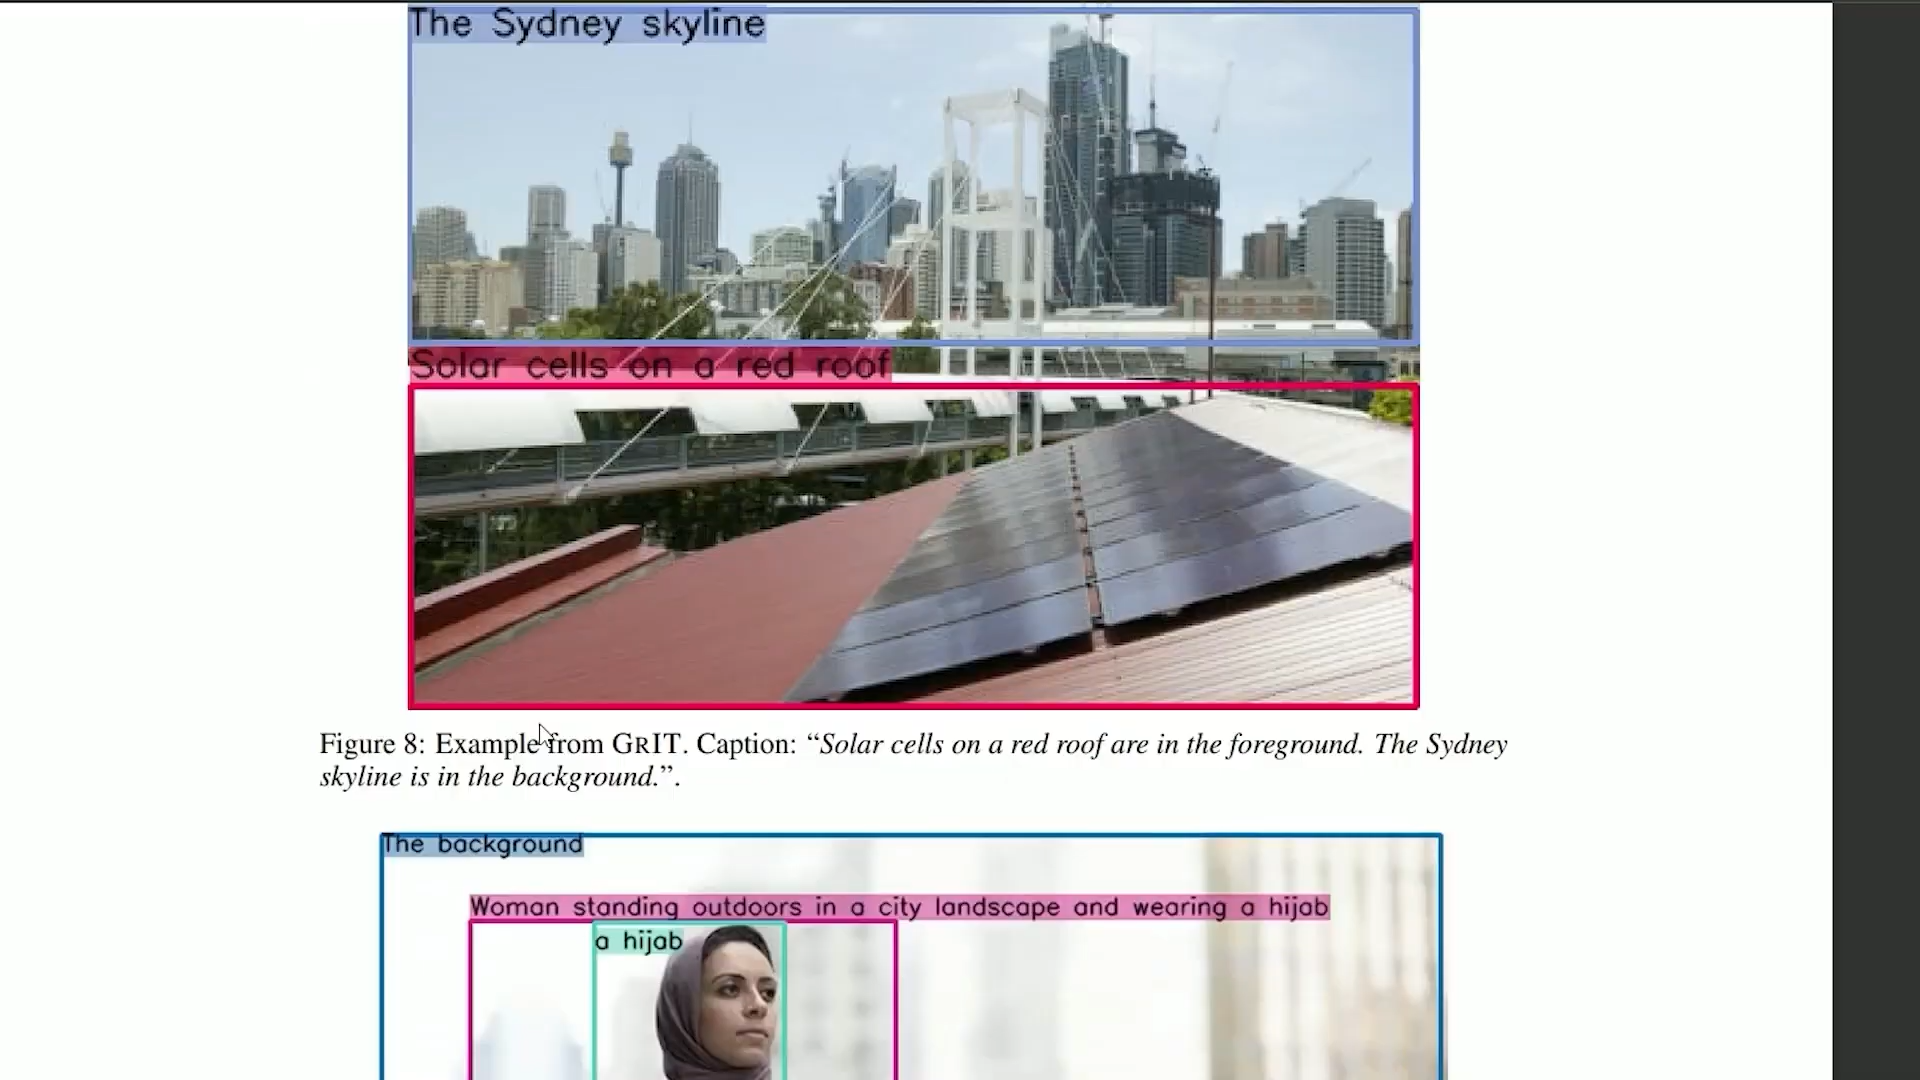 The Sydney skyline
Solar cells on a red roof
Figure 8: Example from GRIT. Caption: “Solar cells on a red roof are in the foreground. The Sydney
skyline is in the background.”.
The background
Woman standing outdoors in a city landscape and wearing a hijab
a hijab